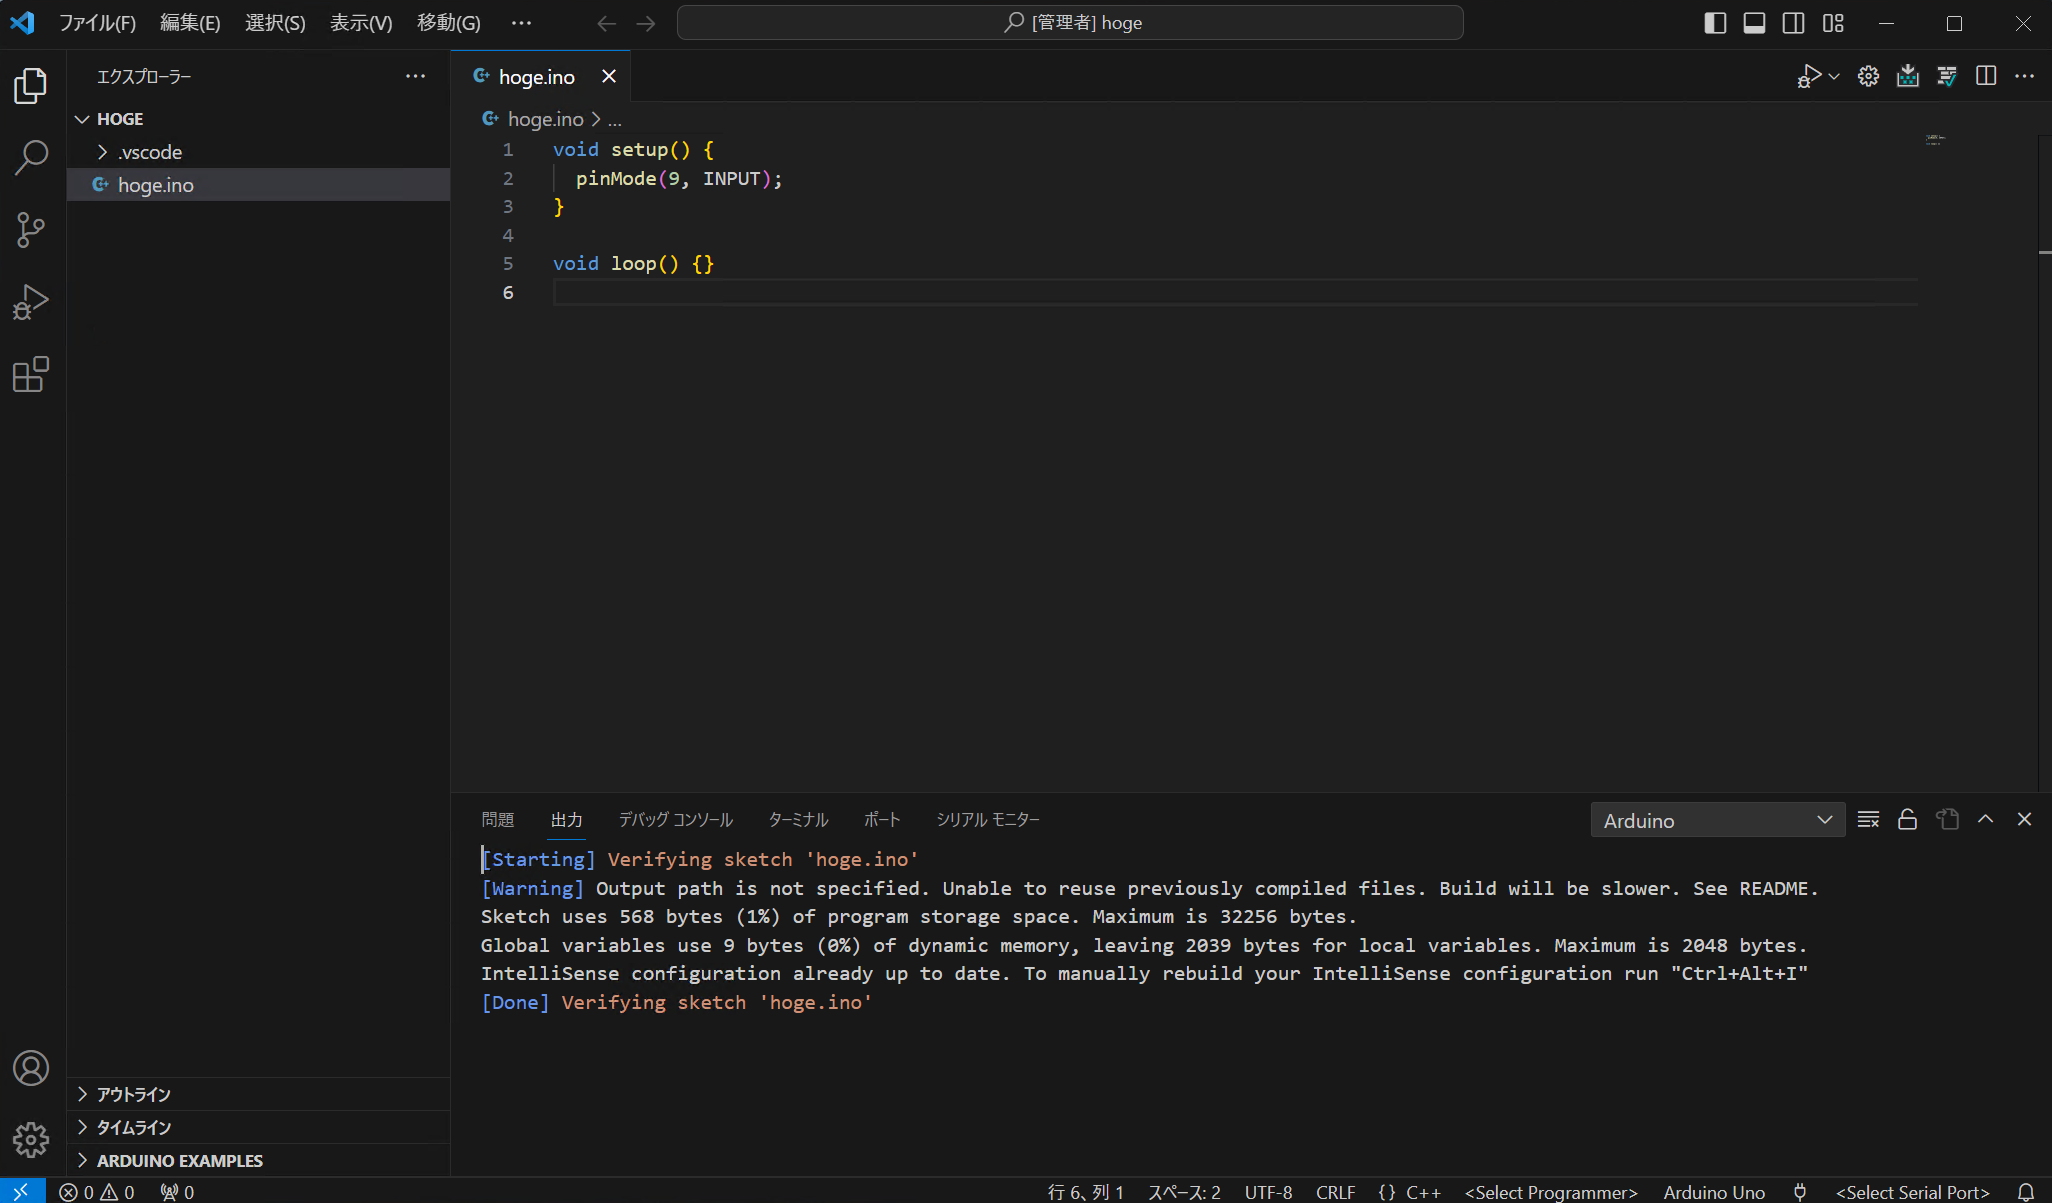 ファイル(F) 編集(E) 選択(S) 表示(V) 移動(G) ··· [管理者] hoge
エクスプローラー ···
HOGE
.vscode
hoge.ino
hoge.ino
hoge.ino > ...
1 void setup() {
2 pinMode(9, INPUT);
3 }
4
5 void loop() {}
6
問題 出力 デバッグ コンソール ターミナル ポート シリアル モニター Arduino
[Starting] Verifying sketch 'hoge.ino'
[Warning] Output path is not specified. Unable to reuse previously compiled files. Build will be slower. See README.
Sketch uses 568 bytes (1%) of program storage space. Maximum is 32256 bytes.
Global variables use 9 bytes (0%) of dynamic memory, leaving 2039 bytes for local variables. Maximum is 2048 bytes.
IntelliSense configuration already up to date. To manually rebuild your IntelliSense configuration run "Ctrl+Alt+I"
[Done] Verifying sketch 'hoge.ino'
アウトライン
タイムライン
ARDUINO EXAMPLES
0 0 0 行 6、列 1 スペース: 2 UTF-8 CRLF {} C++ <Select Programmer> Arduino Uno <Select Serial Port>